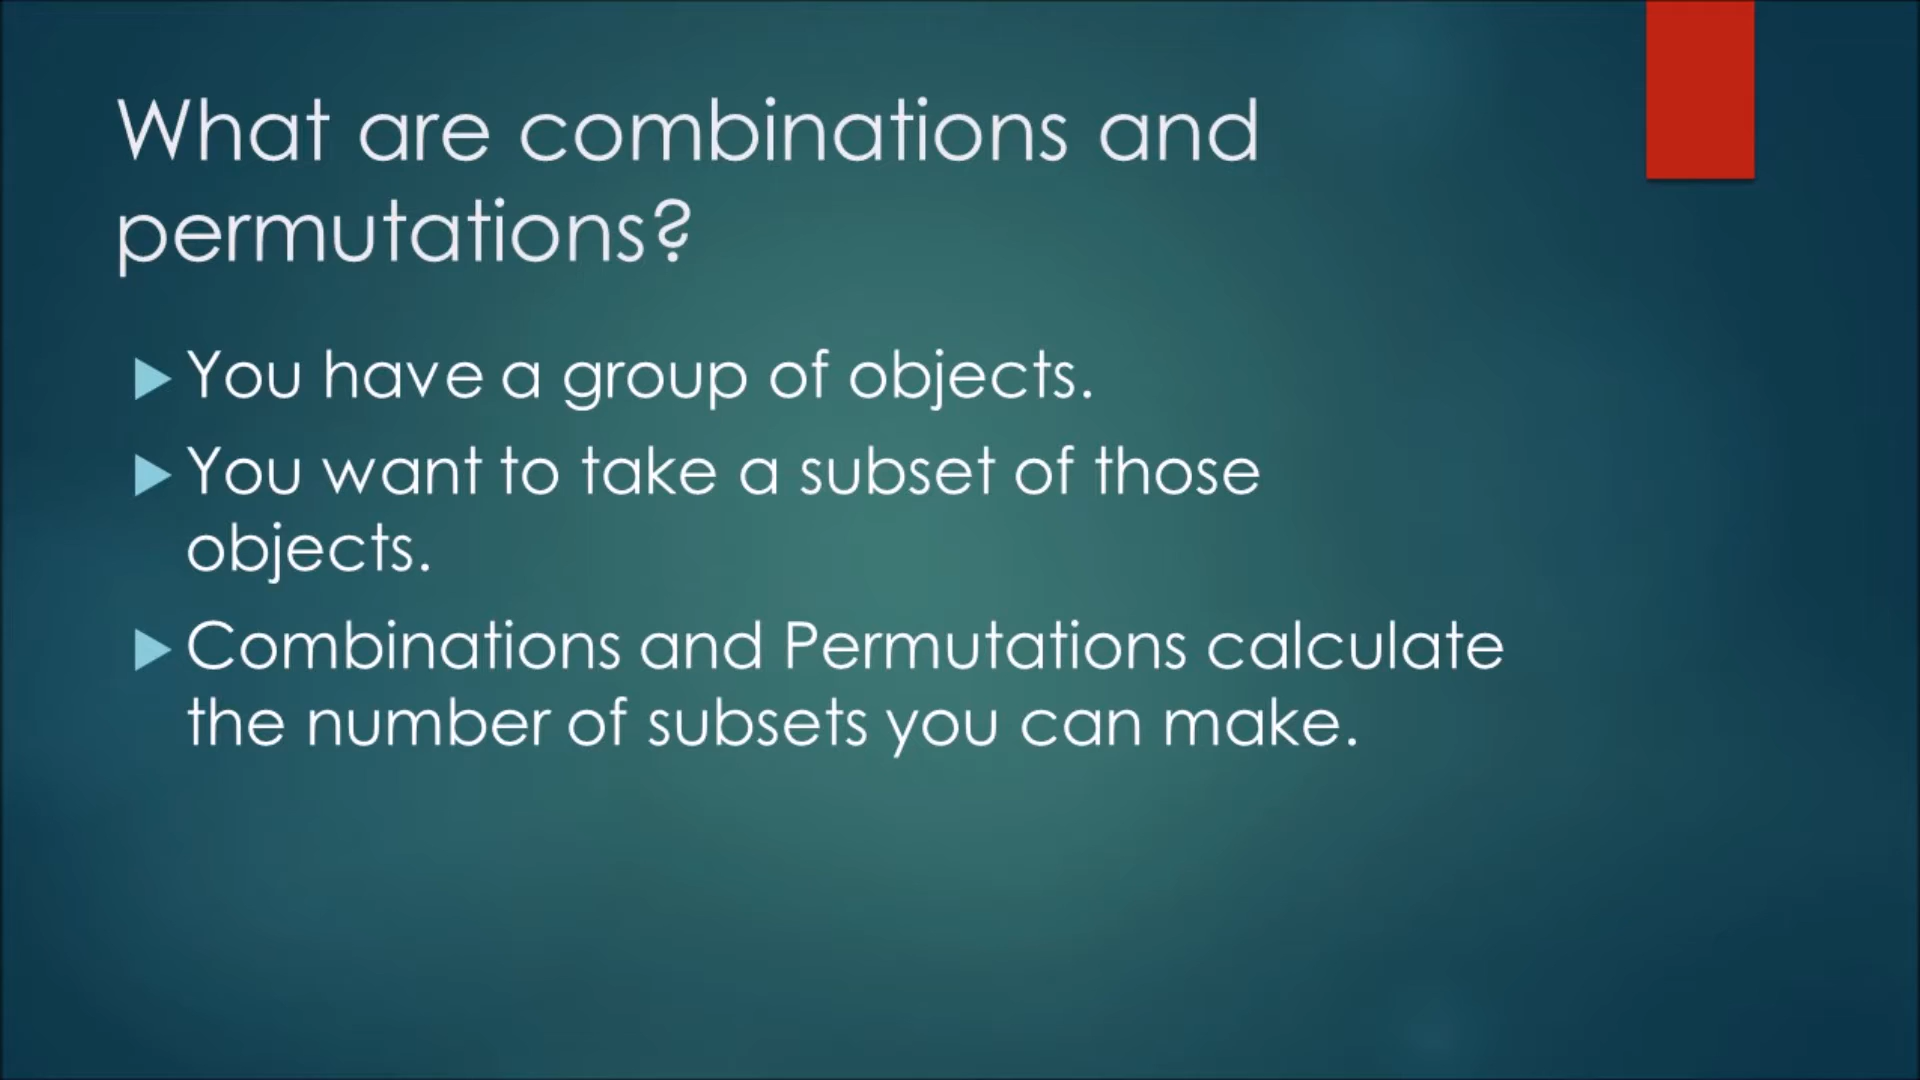 What are combinations and
permutations?
You have a group of objects.
You want to take a subset of those
objects.
Combinations and Permutations calculate
the number of subsets you can make.